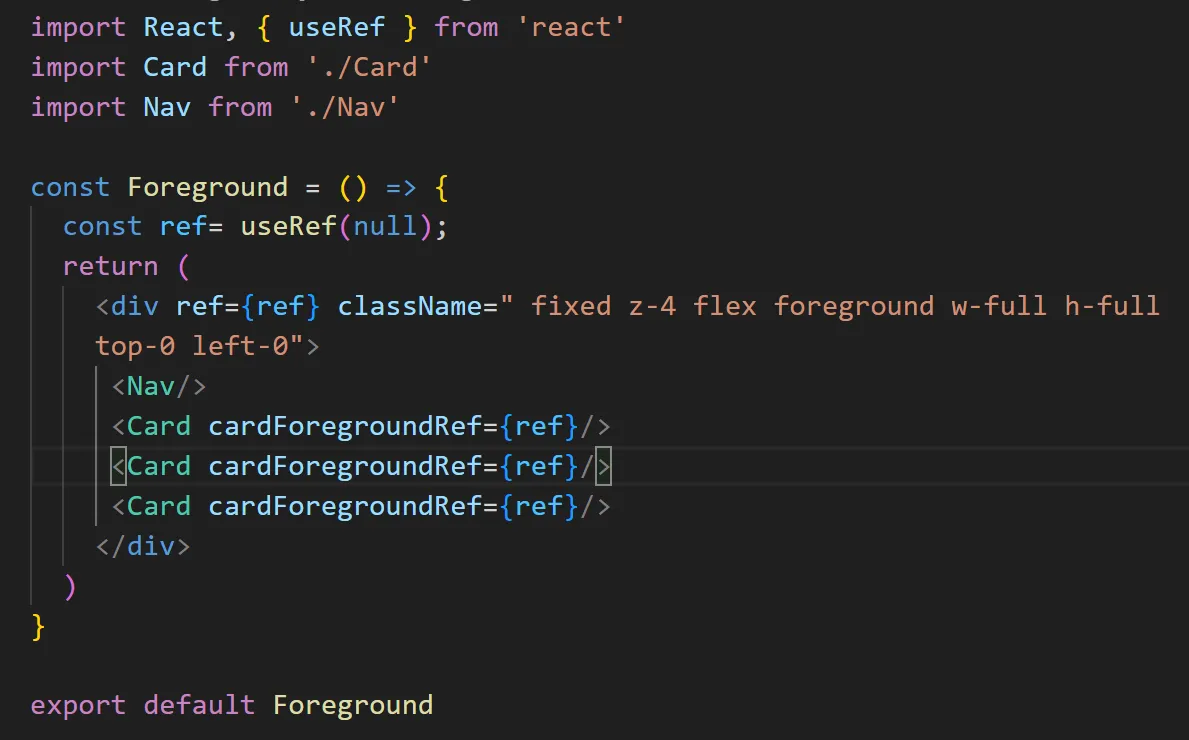 import React, { useRef } from 'react'
import Card from './Card'
import Nav from './Nav'

const Foreground = () => {
  const ref= useRef(null);
  return (
    <div ref={ref} className=" fixed z-4 flex foreground w-full h-full
    top-0 left-0">
     <Nav/>
     <Card cardForegroundRef={ref}/>
     <Card cardForegroundRef={ref}/>
     <Card cardForegroundRef={ref}/>
    </div>
  )
}

export default Foreground